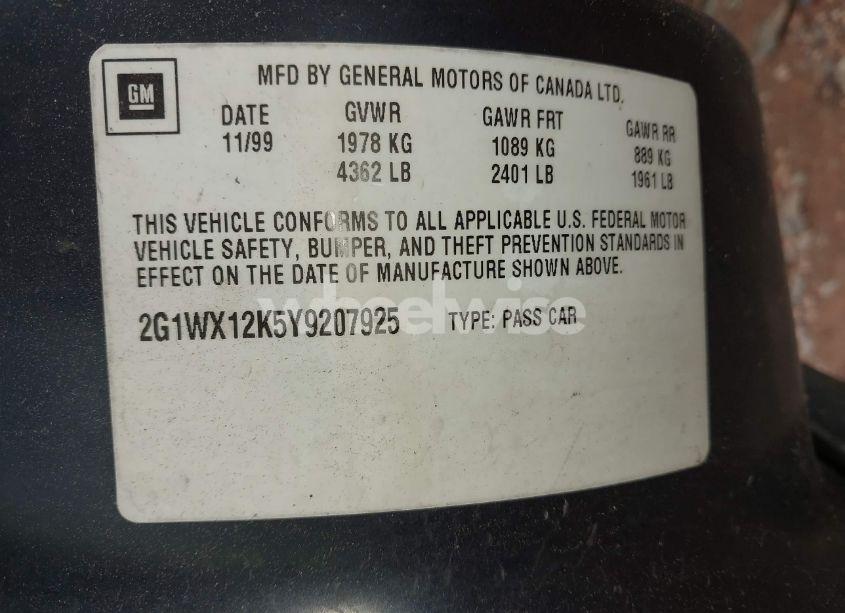 GM
MFD BY GENERAL MOTORS OF CANADA LTD.
DATE GVWR GAWR FRT GAWR RR
11/99 1978 KG 1089 KG 889 KG
4362 LB 2401 LB 1961 LB
THIS VEHICLE CONFORMS TO ALL APPLICABLE U.S. FEDERAL MOTOR
VEHICLE SAFETY, BUMPER, AND THEFT PREVENTION STANDARDS IN
EFFECT ON THE DATE OF MANUFACTURE SHOWN ABOVE.
2G1WX12K5Y9207925 TYPE: PASS CAR
wheelwise